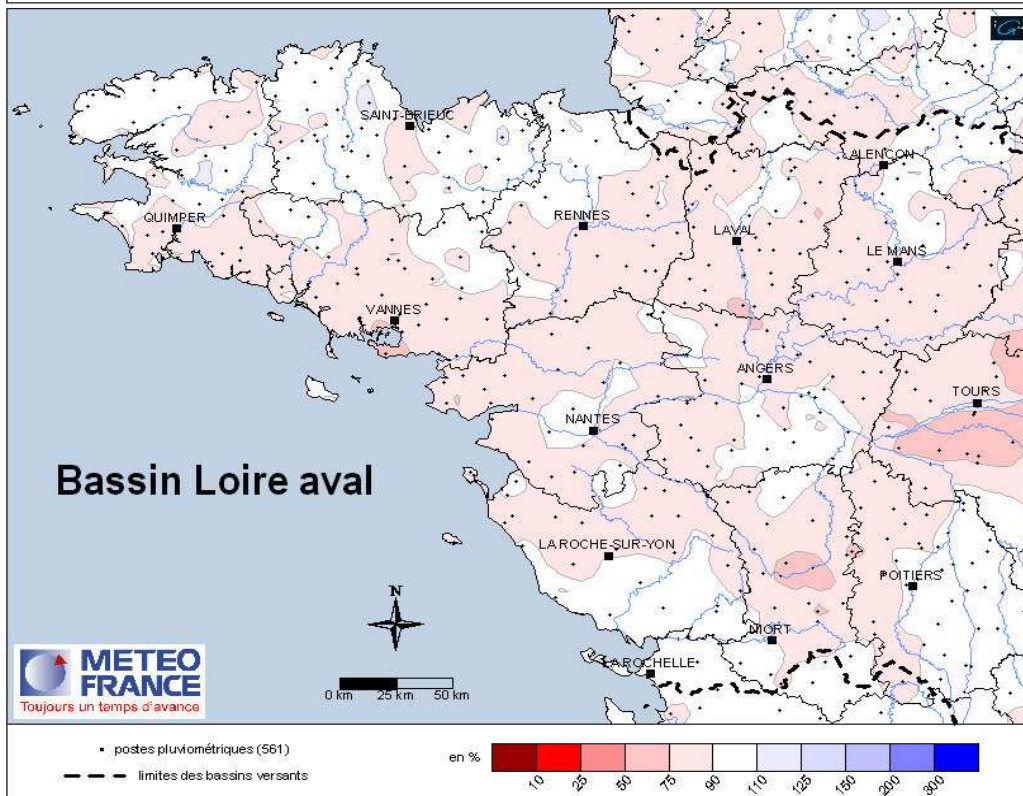 SAINT-BRIEUC
ALENCON
QUIMPER
RENNES
LAVAL
LE MANS
VANNES
ANGERS
TOURS
NANTES
Bassin Loire aval
LA ROCHE-SUR-YON
POITIERS
N
NIORT
LA ROCHELLE
METEO
FRANCE
Toujours un temps d'avance
0 km 25 km 50 km
• postes pluviométriques (561)
limites des bassins versants
en %
10 25 50 75 90 110 125 150 200 300